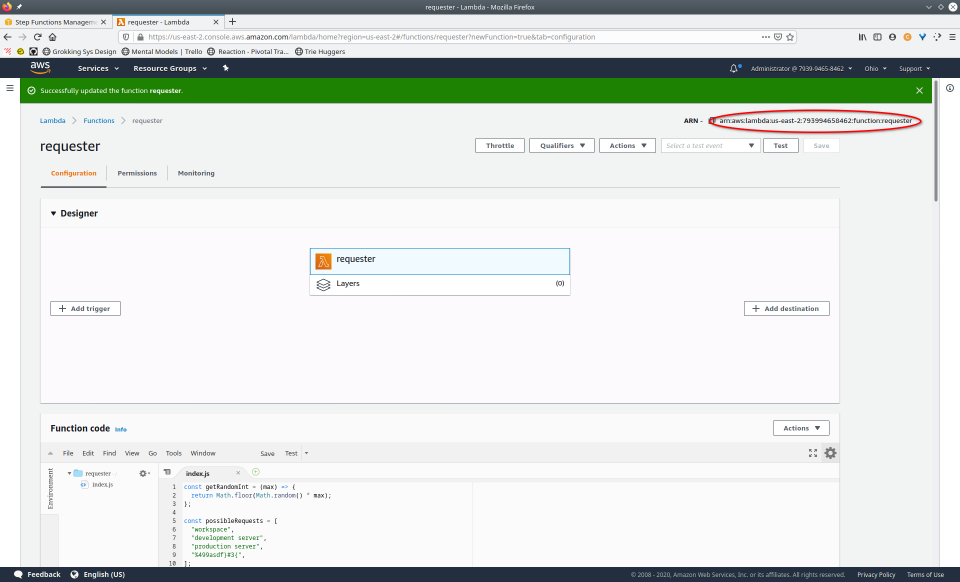 requester - Lambda - Mozilla Firefox
Step Functions Managem
requester - Lambda
https://us-east-2.console.aws.amazon.com/lambda/home?region=us-east-2#/functions/requester?newFunction=true&tab=configuration
Grokking Sys Design
Mental Models | Trello
Reaction - Pivotal Tra...
Trie Huggers
aws
Services
Resource Groups
Administrator @ 7939-9465-8462
Ohio
Support
Successfully updated the function requester.
Lambda
Functions
requester
ARN - arn:aws:lambda:us-east-2:793994658462:function:requester
requester
Throttle
Qualifiers
Actions
Select a test event
Test
Save
Configuration
Permissions
Monitoring
Designer
requester
Layers
(0)
Add trigger
Add destination
Function code
Info
Actions
File
Edit
Find
View
Go
Tools
Window
Save
Test
Environment
requester
index.js
index.js
1 const getRandomInt = (max) => {
2 return Math.floor(Math.random() * max);
3 };
4
5 const possibleRequests = [
6 "workspace",
7 "development server",
8 "production server",
9 "%499asdf}#3(",
10 ];
Feedback
English (US)
© 2008 - 2020, Amazon Web Services, Inc. or its affiliates. All rights reserved.
Privacy Policy
Terms of Use